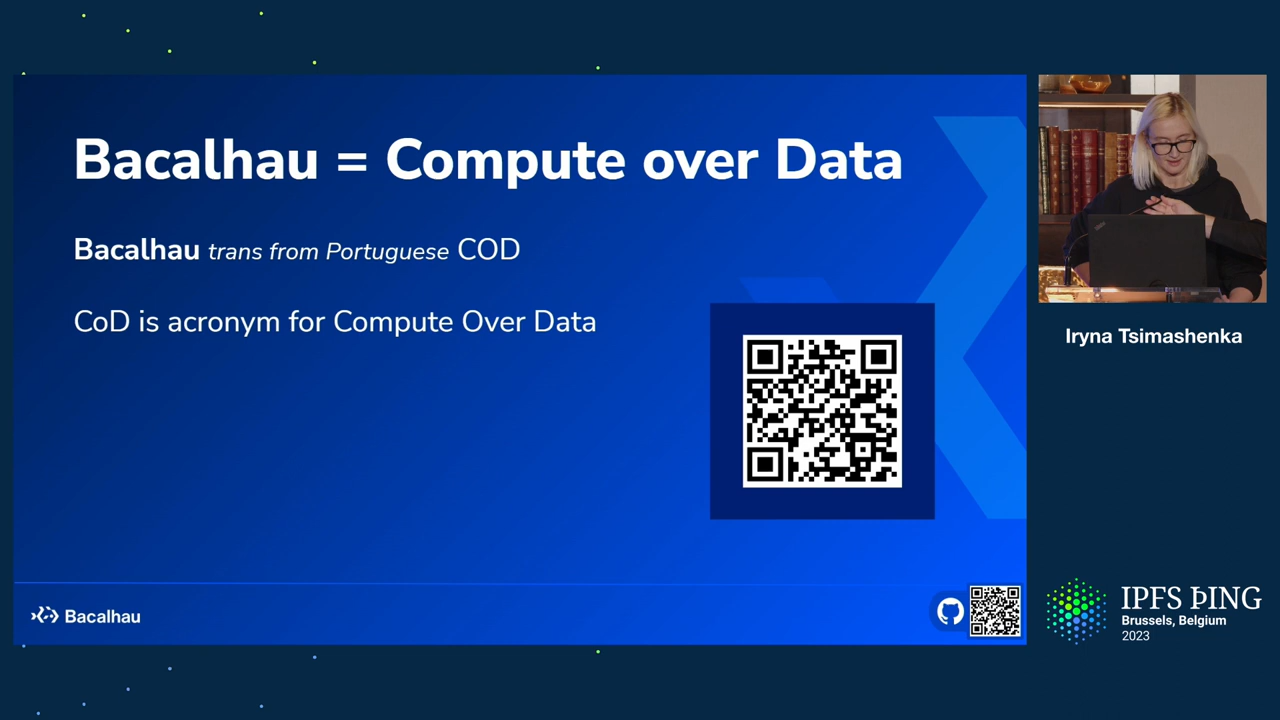 Bacalhau = Compute over Data
Bacalhau trans from Portuguese COD
CoD is acronym for Compute Over Data
Bacalhau
Iryna Tsimashenka
IPFS ÞING
Brussels, Belgium
2023